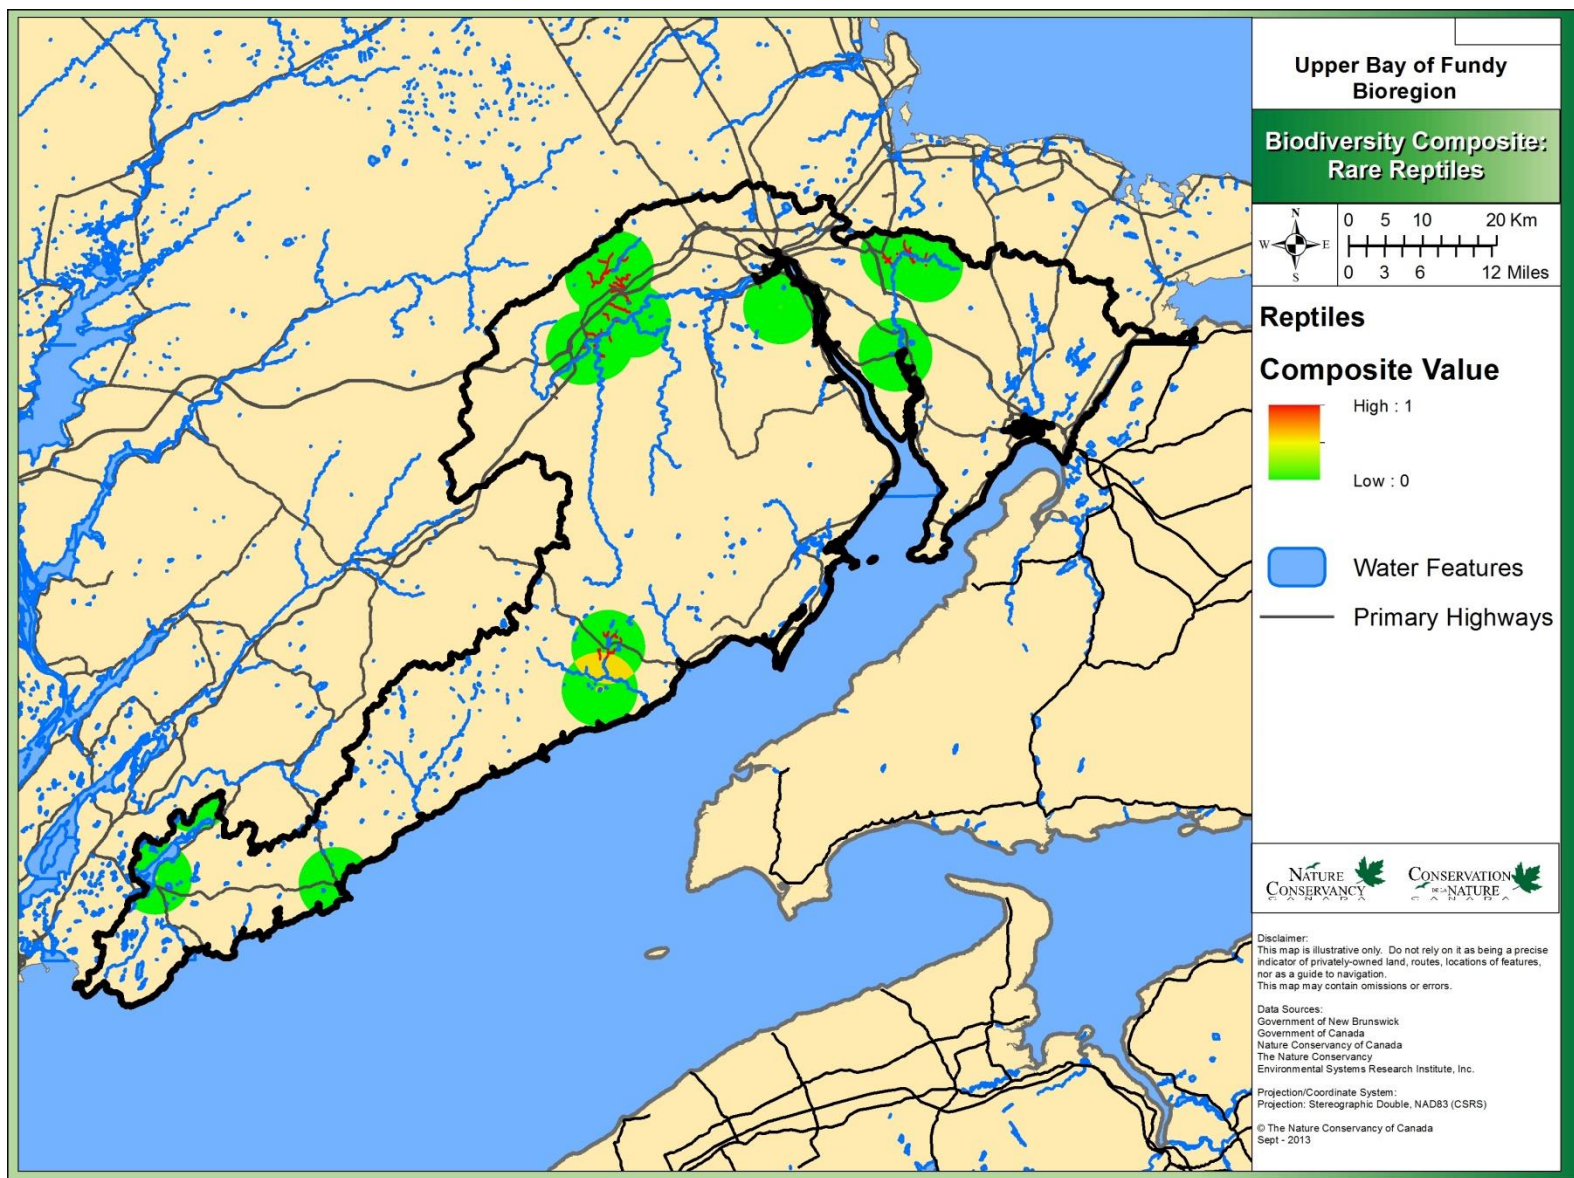 Upper Bay of Fundy
Bioregion
Biodiversity Composite:
Rare Reptiles
N
W E
S
0 5 10 20 Km
0 3 6 12 Miles
Reptiles
Composite Value
High : 1
Low : 0
Water Features
Primary Highways
NATURE
CONSERVANCY
CANADA
CONSERVATION
DE LA NATURE
CANADA
Disclaimer:
This map is illustrative only. Do not rely on it as being a precise
indicator of privately-owned land, routes, locations of features,
nor as a guide to navigation.
This map may contain omissions or errors.
Data Sources:
Government of New Brunswick
Government of Canada
Nature Conservancy of Canada
The Nature Conservancy
Environmental Systems Research Institute, Inc.
Projection/Coordinate System:
Projection: Stereographic Double, NAD83 (CSRS)
© The Nature Conservancy of Canada
Sept - 2013